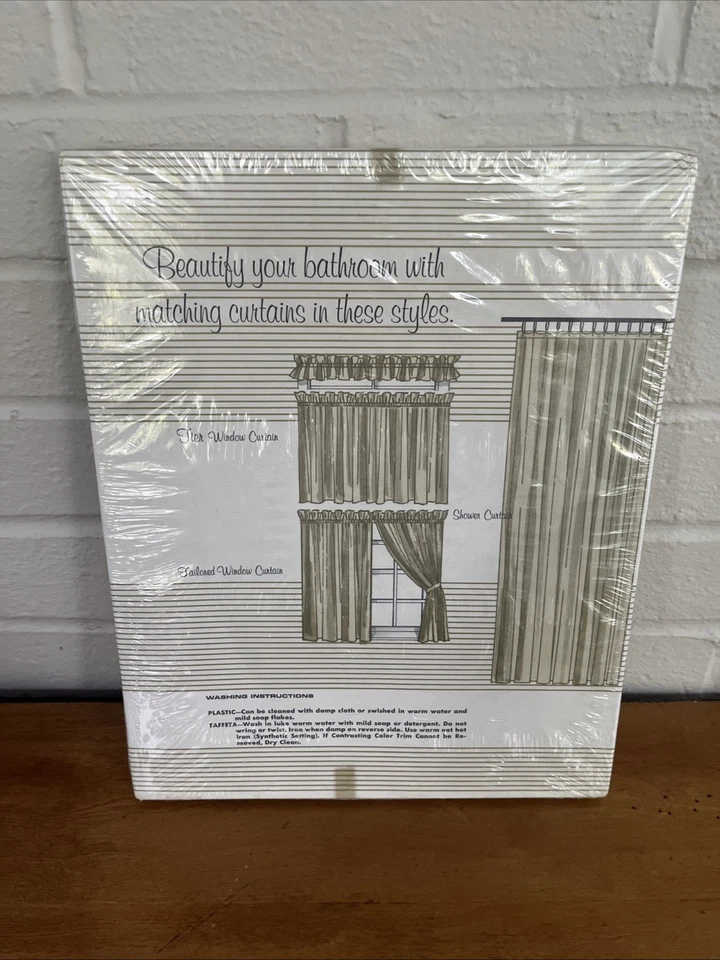 Beautify your bathroom with
matching curtains in these styles.
Tier Window Curtain
Shower Curtain
Tailored Window Curtain
WASHING INSTRUCTIONS
PLASTIC—Can be cleaned with damp cloth or swished in warm water and
mild soap flakes.
TAFFETA—Wash in luke warm water with mild soap or detergent. Do not
wring or twist. Iron when damp on reverse side. Use warm not hot
iron (Synthetic Setting). If Contrasting Color Trim Cannot be Re-
moved, Dry Clean.